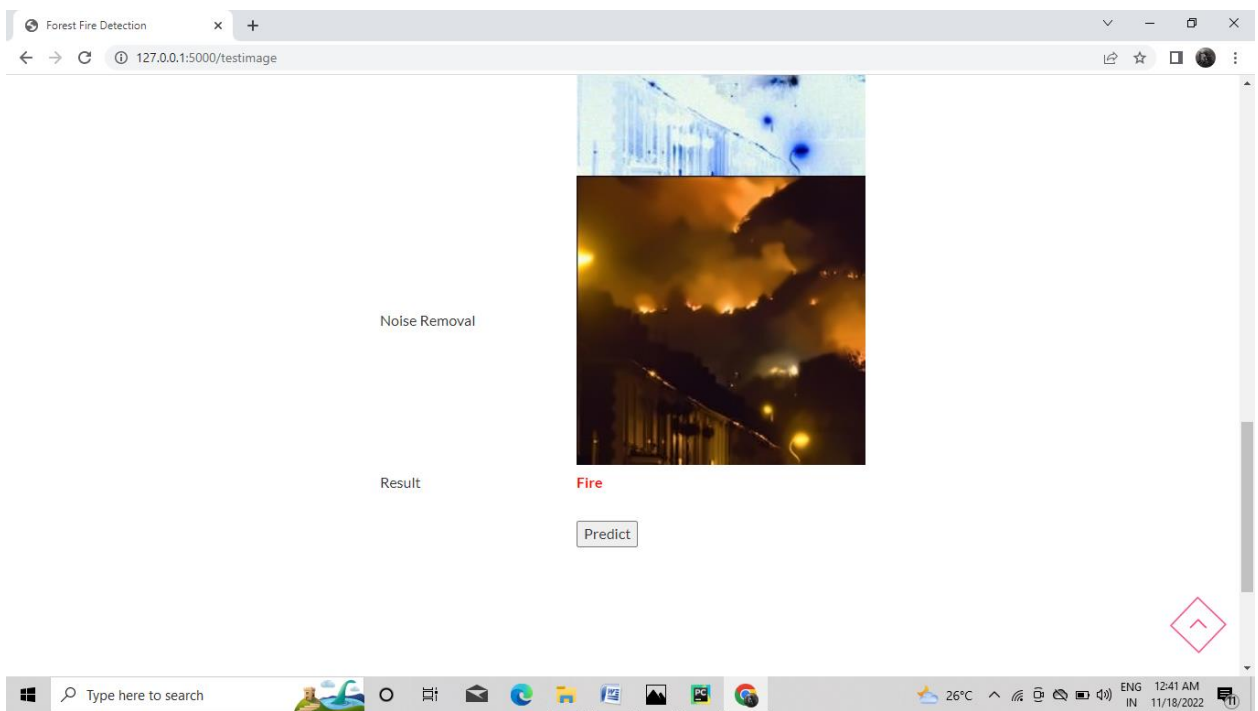 Forest Fire Detection
127.0.0.1:5000/testimage
Noise Removal
Result Fire
Predict
Type here to search
26°C
ENG 12:41 AM
IN 11/18/2022